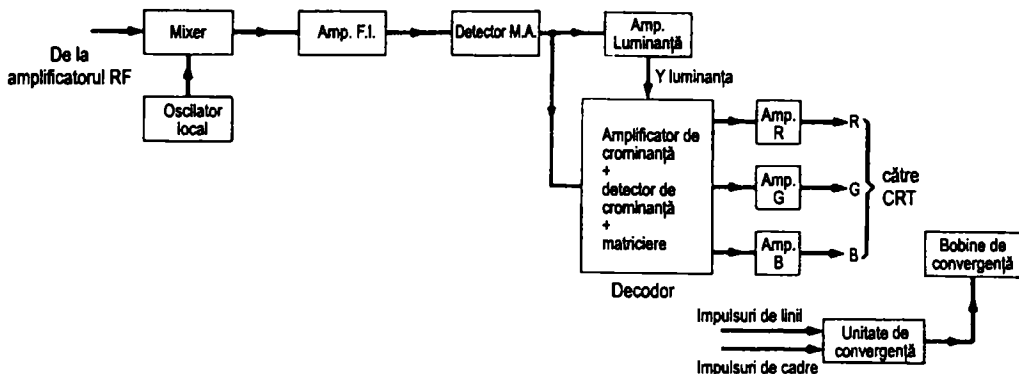 Mixer
Amp. F.I.
Detector M.A.
Amp.
Luminanță
De la
amplificatorul RF
Oscilator
local
Y luminanța
Amplificator de
crominanță
+
detector de
crominanță
+
matriciere
Decodor
Amp.
R
R
Amp.
G
G
Amp.
B
B
către
CRT
Bobine de
convergență
Impulsuri de linii
Unitate de
convergență
Impulsuri de cadre